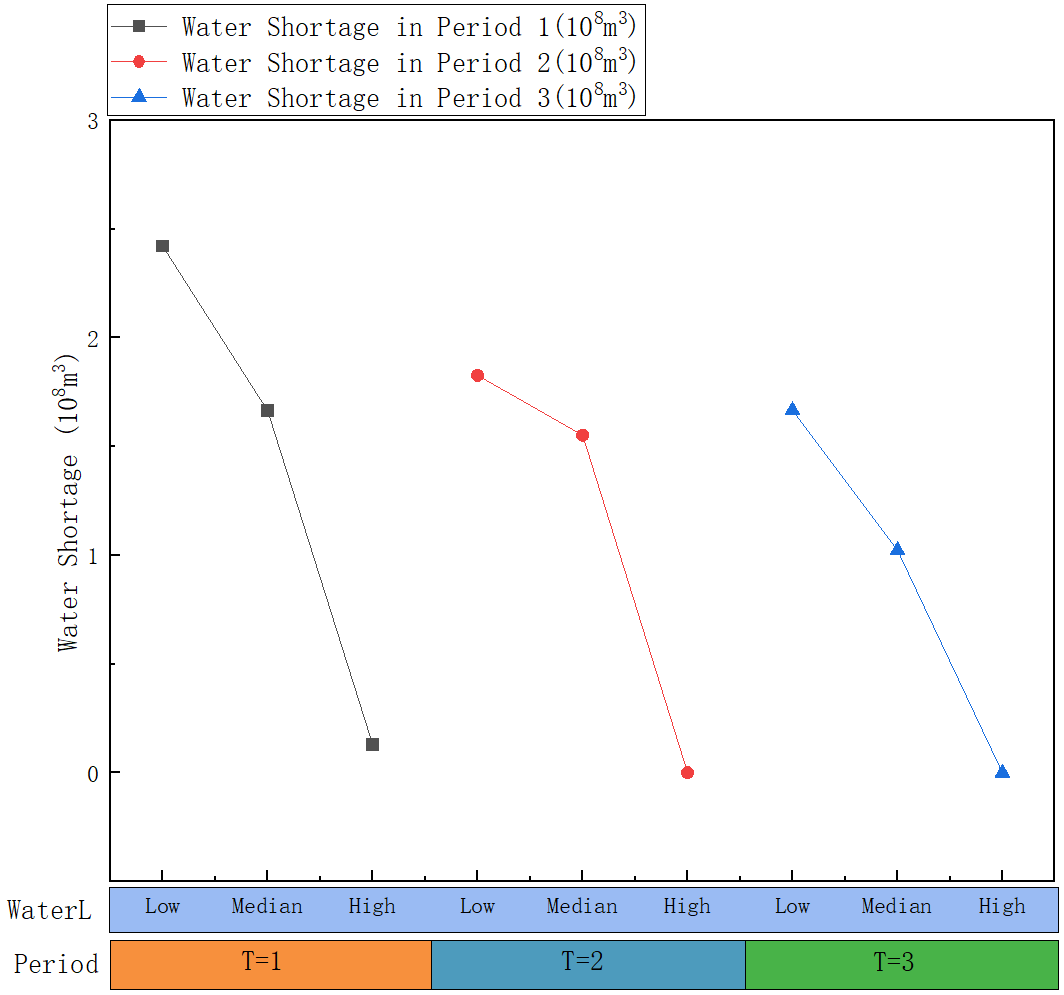 Water Shortage in Period 1(10⁸m³)
Water Shortage in Period 2(10⁸m³)
Water Shortage in Period 3(10⁸m³)
3
2
1
0
Water Shortage (10⁸m³)
WaterL Low Median High Low Median High Low Median High
Period T=1 T=2 T=3